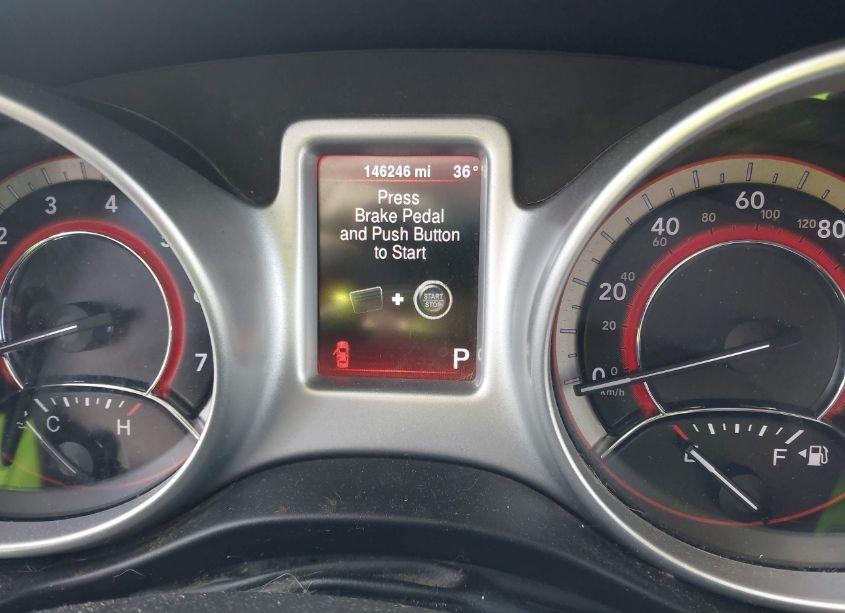 146246 mi 36°
Press
Brake Pedal
and Push Button
to Start
START
STOP
P
2 3 4
7
C H
0 20 40 60 80
0 20 40 60 80 100 120
km/h
E F